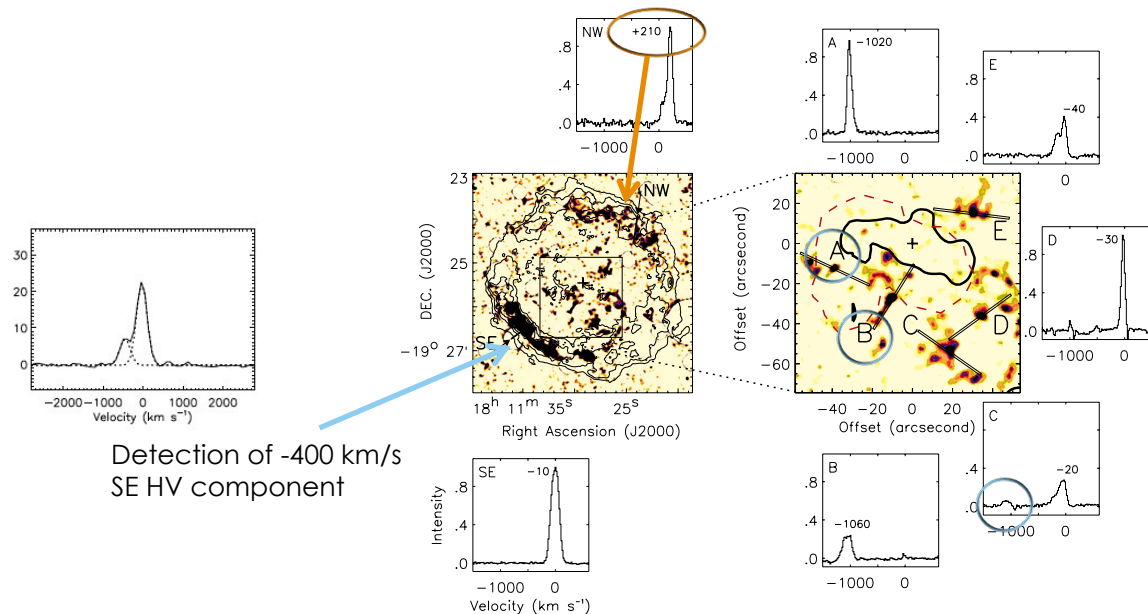 NW
+210
.8
.4
.0
−1000 0
A
−1020
.8
.4
.0
−1000 0
E
−40
.8
.4
.0
0
30
20
10
0
−2000 −1000 0 1000 2000
Velocity (km s⁻¹)
Detection of -400 km/s
SE HV component
23
25
−19° 27'
DEC. (J2000)
NW
SE
18ʰ 11ᵐ 35ˢ 25ˢ
Right Ascension (J2000)
20
0
−20
−40
−60
Offset (arcsecond)
A
B
C
D
E
−40 −20 0 20
Offset (arcsecond)
D
−30
.8
.4
.0
−1000 0
SE
−10
.8
.4
.0
Intensity
−1000 0
Velocity (km s⁻¹)
B
−1060
.8
.4
.0
−1000 0
C
−20
.8
.4
.0
−1000 0